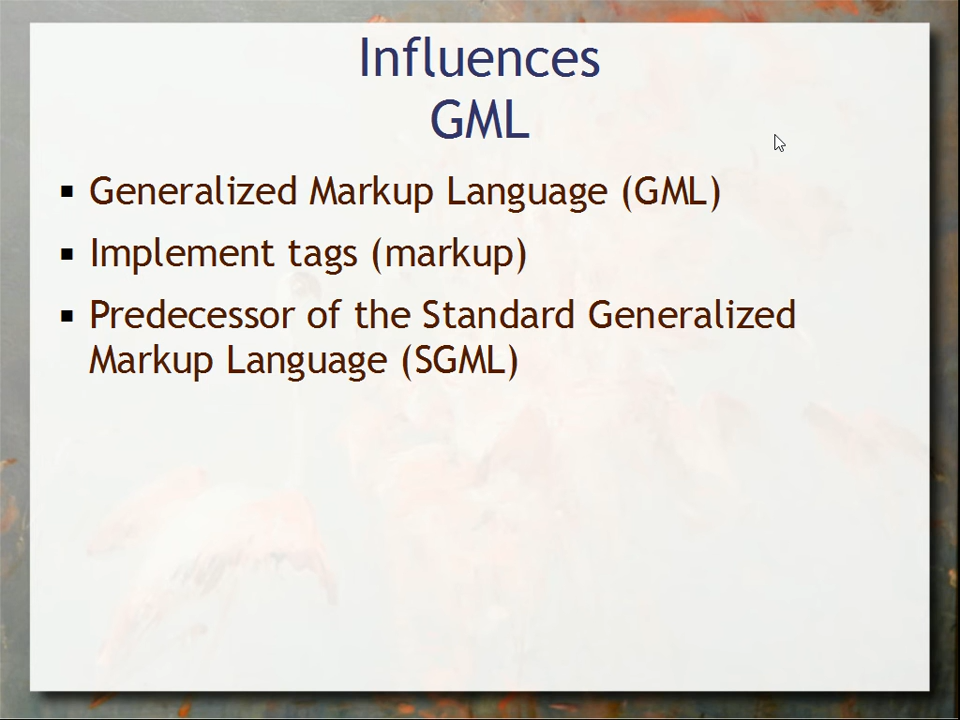 Influences
GML
▪ Generalized Markup Language (GML)
▪ Implement tags (markup)
▪ Predecessor of the Standard Generalized
Markup Language (SGML)